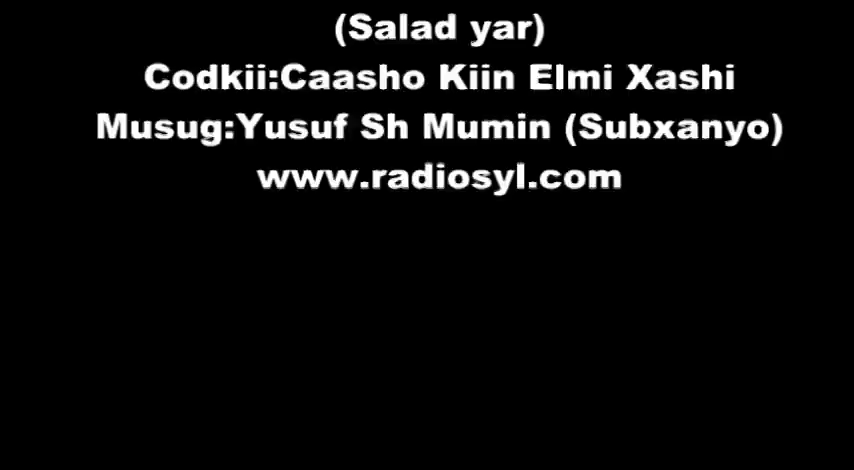 (Salad yar)
Codkii:Caasho Kiin Elmi Xashi
Musug:Yusuf Sh Mumin (Subxanyo)
www.radiosyl.com